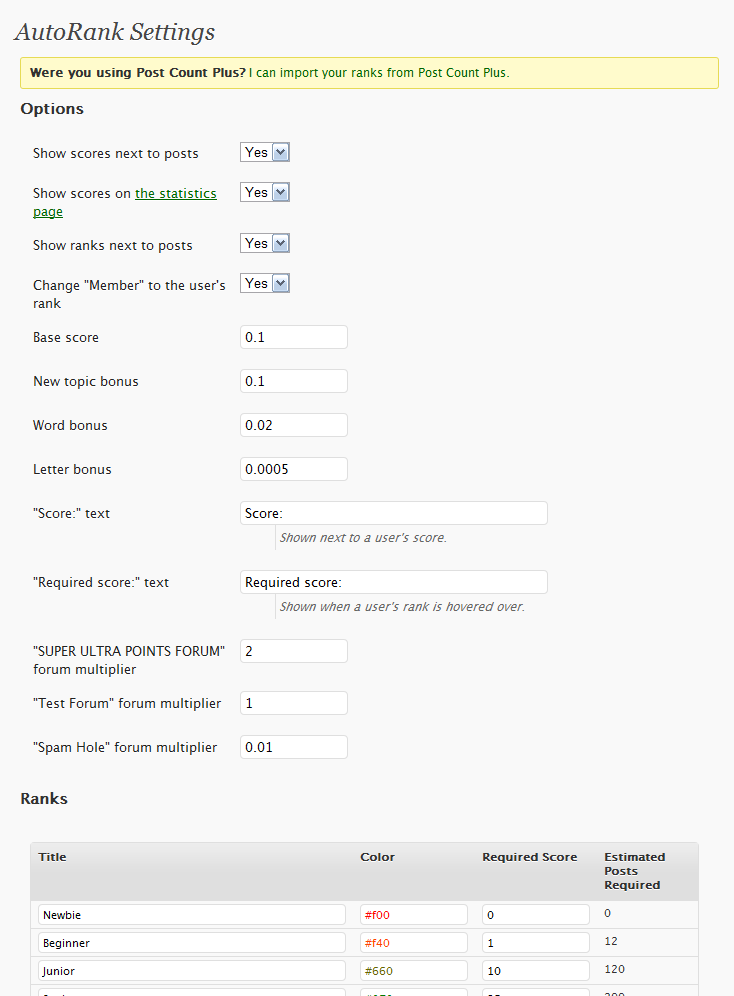 AutoRank Settings
Were you using Post Count Plus? I can import your ranks from Post Count Plus.
Options
Show scores next to posts Yes
Show scores on the statistics Yes
page
Show ranks next to posts Yes
Change "Member" to the user's Yes
rank
Base score 0.1
New topic bonus 0.1
Word bonus 0.02
Letter bonus 0.0005
"Score:" text Score:
Shown next to a user's score.
"Required score:" text Required score:
Shown when a user's rank is hovered over.
"SUPER ULTRA POINTS FORUM" 2
forum multiplier
"Test Forum" forum multiplier 1
"Spam Hole" forum multiplier 0.01
Ranks
Title Color Required Score Estimated
Posts
Required
Newbie #f00 0 0
Beginner #f40 1 12
Junior #660 10 120